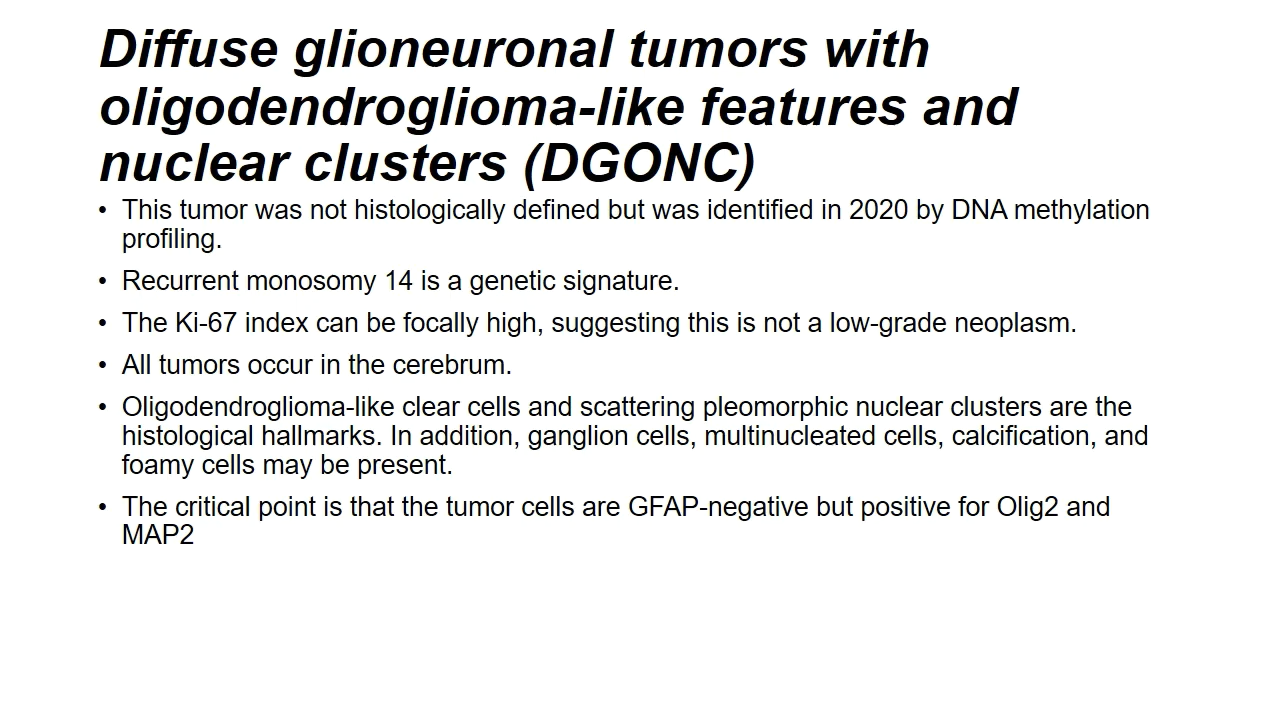 Diffuse glioneuronal tumors with
oligodendroglioma-like features and
nuclear clusters (DGONC)
• This tumor was not histologically defined but was identified in 2020 by DNA methylation
profiling.
• Recurrent monosomy 14 is a genetic signature.
• The Ki-67 index can be focally high, suggesting this is not a low-grade neoplasm.
• All tumors occur in the cerebrum.
• Oligodendroglioma-like clear cells and scattering pleomorphic nuclear clusters are the
histological hallmarks. In addition, ganglion cells, multinucleated cells, calcification, and
foamy cells may be present.
• The critical point is that the tumor cells are GFAP-negative but positive for Olig2 and
MAP2